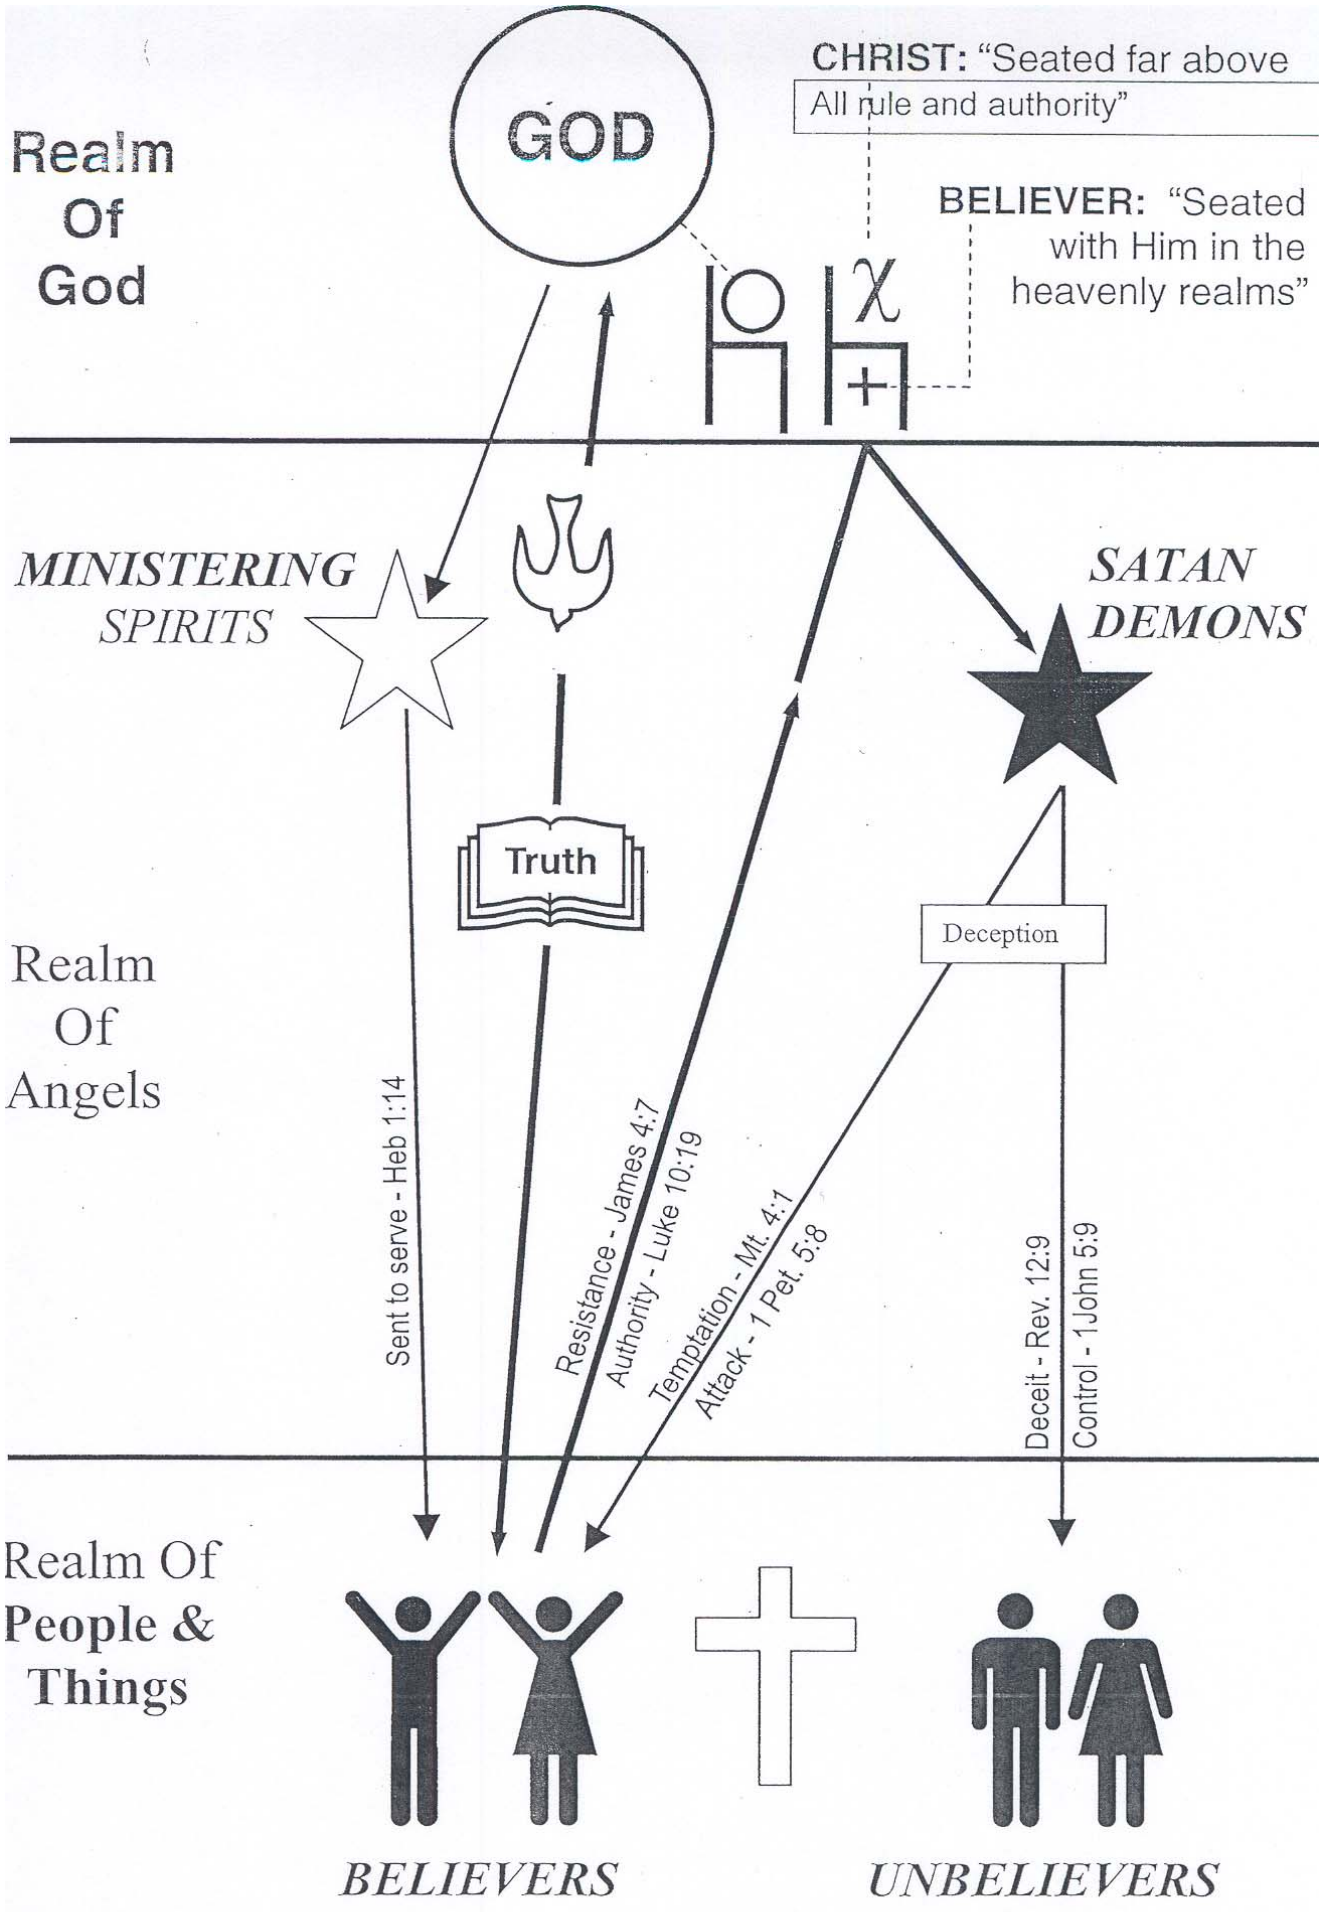 GOD
CHRIST: “Seated far above
All rule and authority”
Realm
Of
God
BELIEVER: “Seated
with Him in the
heavenly realms”
χ
MINISTERING
SPIRITS
SATAN
DEMONS
Truth
Deception
Realm
Of
Angels
Sent to serve - Heb 1:14
Resistance - James 4:7
Authority - Luke 10:19
Temptation - Mt. 4:1
Attack - 1 Pet. 5:8
Deceit - Rev. 12:9
Control - 1John 5:9
Realm Of
People &
Things
BELIEVERS
UNBELIEVERS